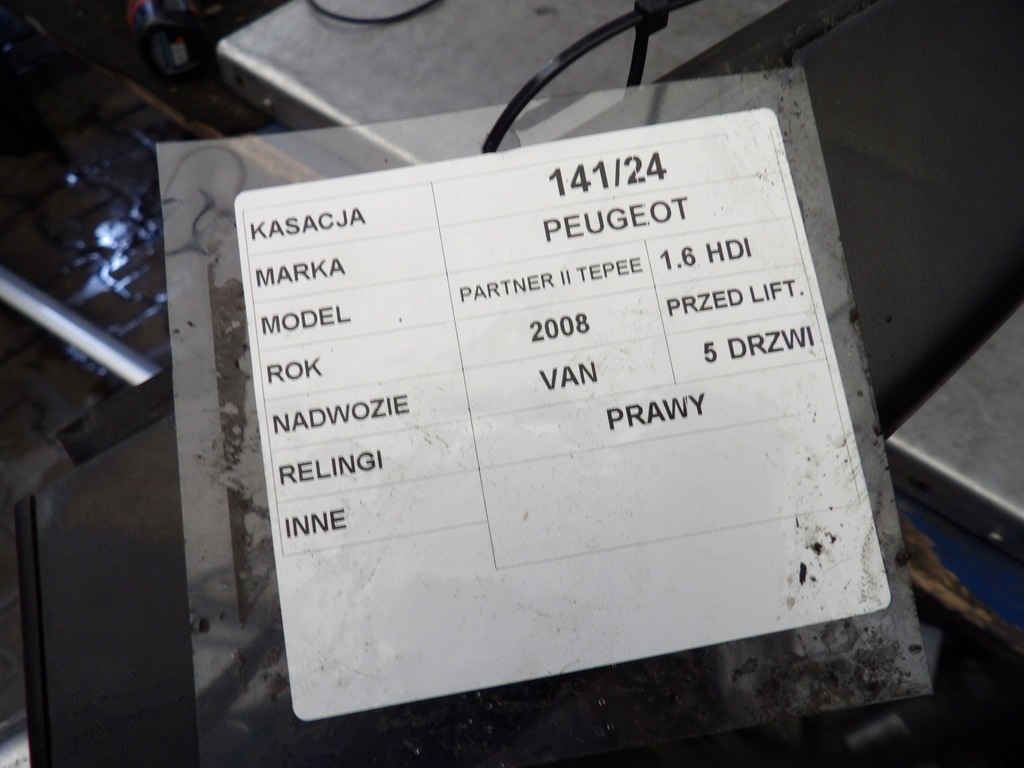 KASACJA 141/24
MARKA PEUGEOT
MODEL PARTNER II TEPEE 1.6 HDI
ROK 2008 PRZED LIFT.
NADWOZIE VAN 5 DRZWI
RELINGI PRAWY
INNE